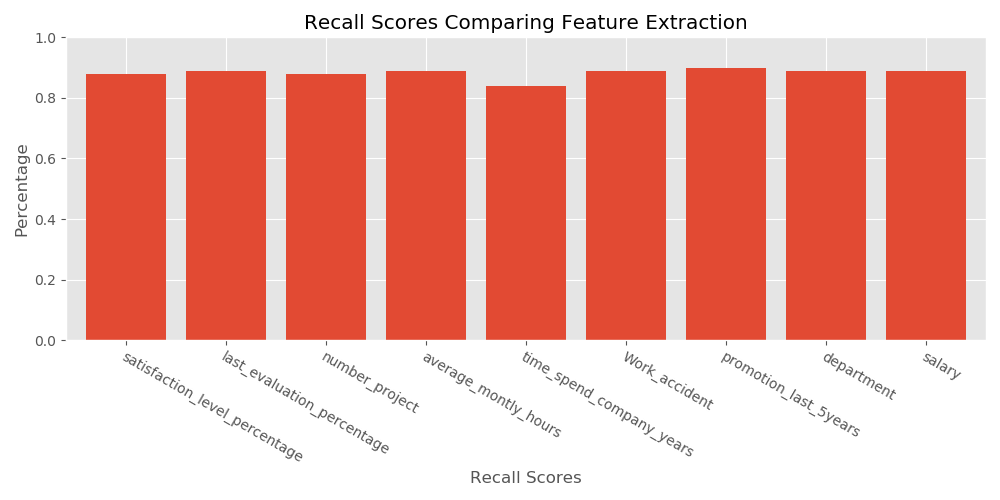 Recall Scores Comparing Feature Extraction
1.0
0.8
0.6
0.4
0.2
0.0
Percentage
satisfaction_level_percentage
last_evaluation_percentage
number_project
average_montly_hours
time_spend_company_years
Work_accident
promotion_last_5years
department
salary
Recall Scores